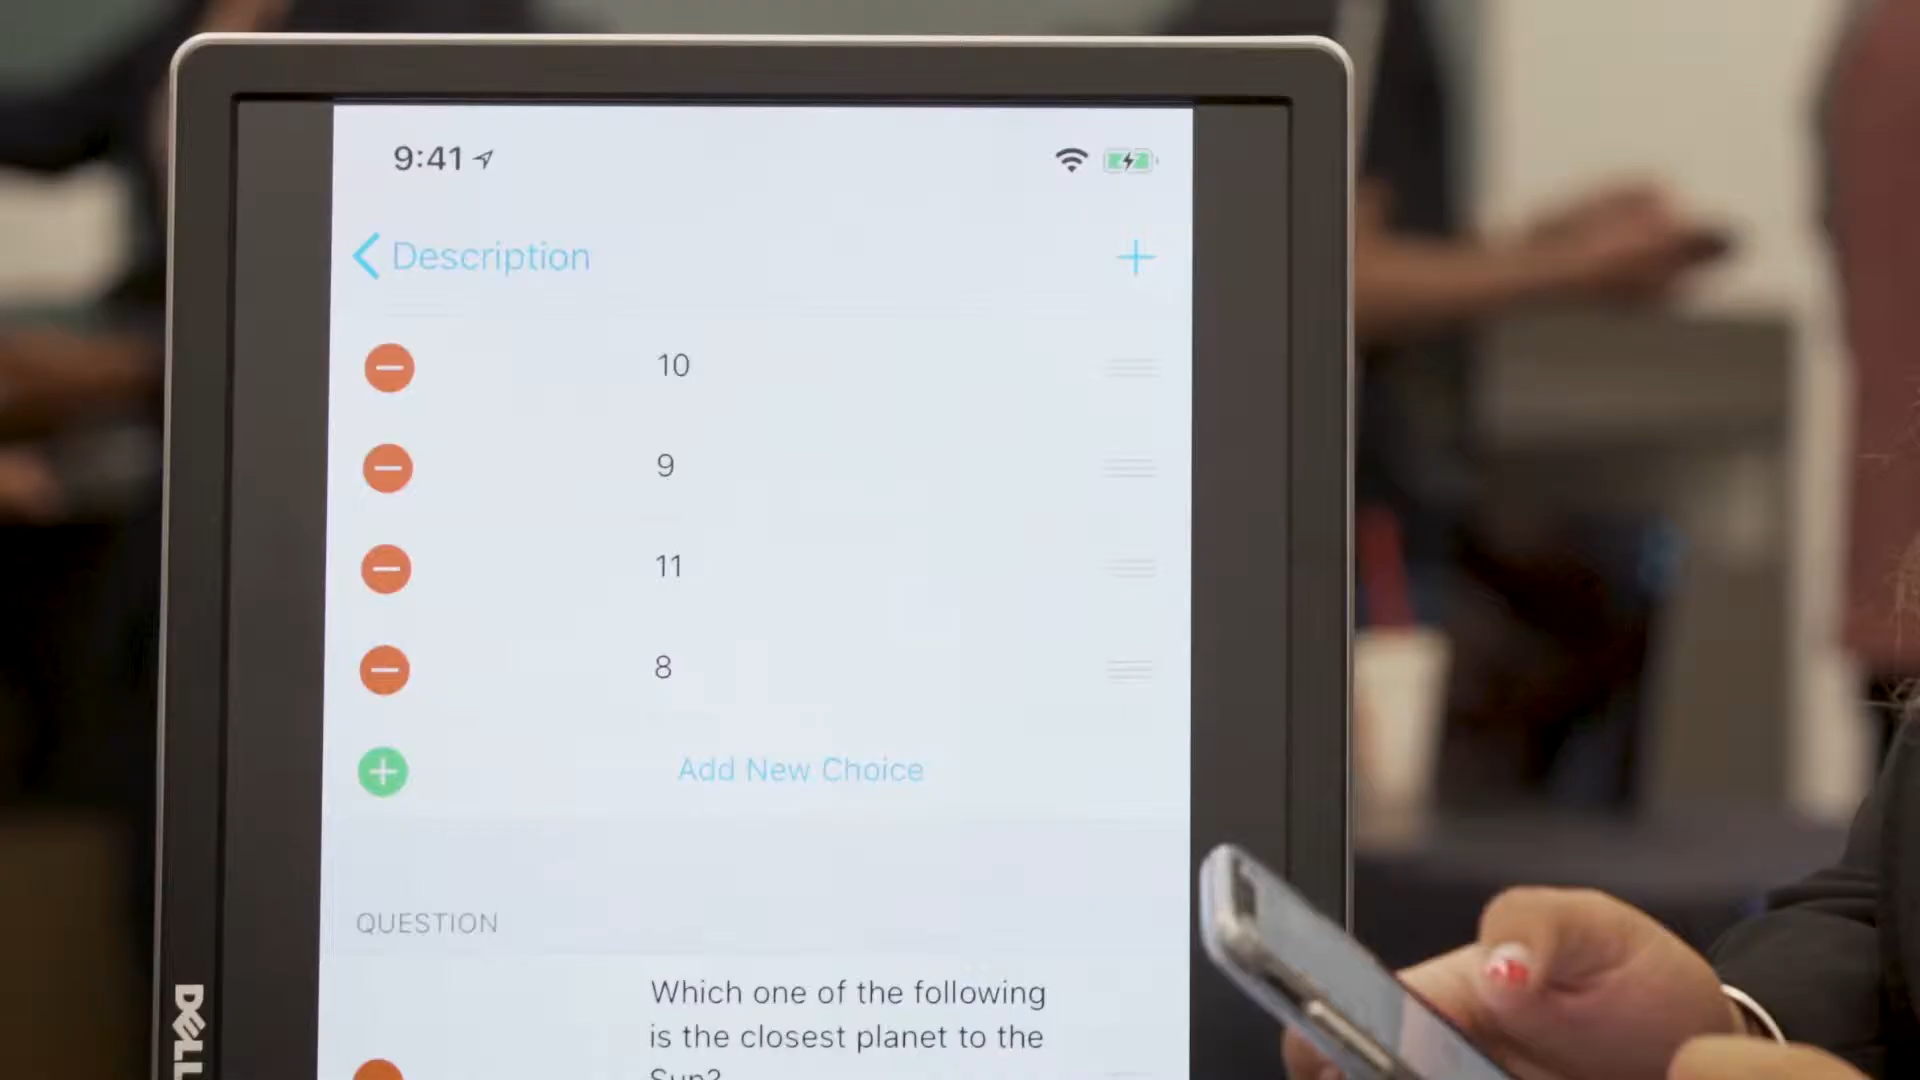 9:41
Description
10
9
11
8
Add New Choice
QUESTION
Which one of the following
is the closest planet to the
Sun?
DELL